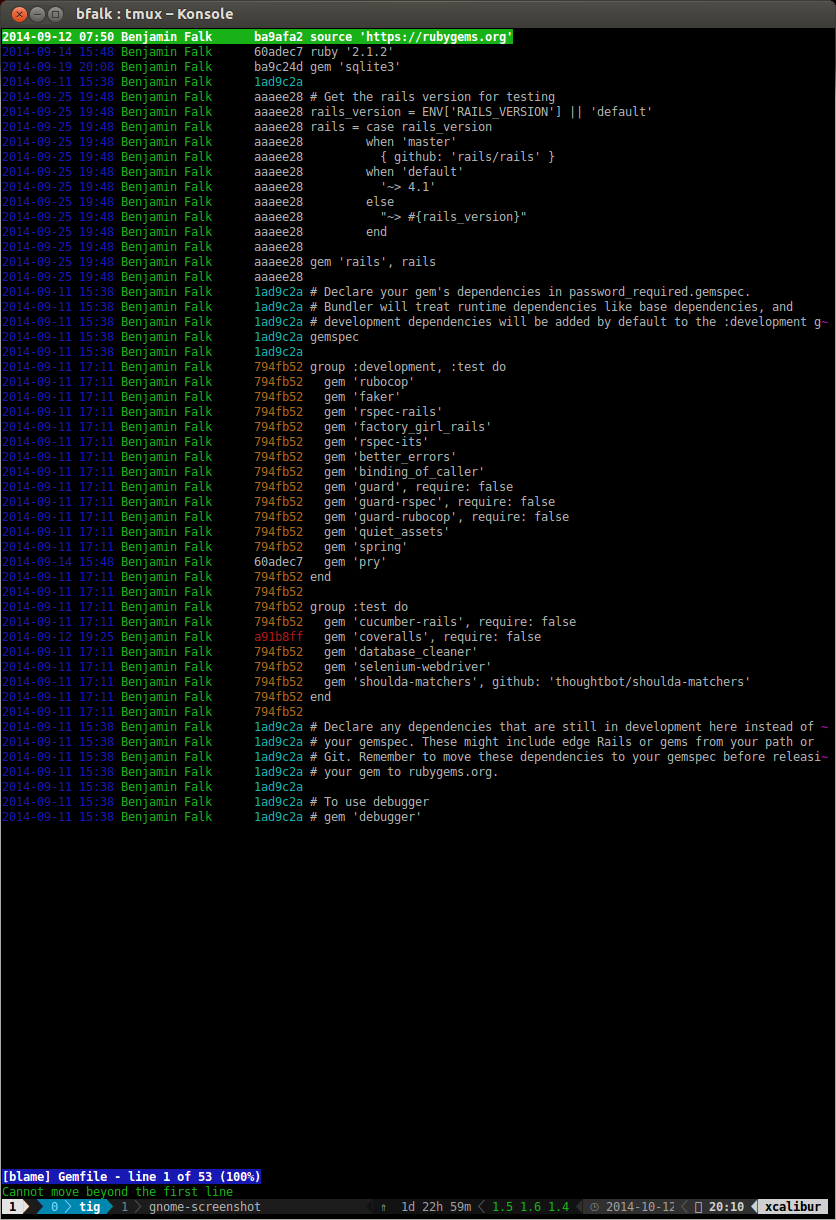 bfalk : tmux – Konsole
2014-09-12 07:50 Benjamin Falk      ba9afa2 source 'https://rubygems.org'
2014-09-14 15:48 Benjamin Falk      60adec7 ruby '2.1.2'
2014-09-19 20:08 Benjamin Falk      ba9c24d gem 'sqlite3'
2014-09-11 15:38 Benjamin Falk      1ad9c2a
2014-09-25 19:48 Benjamin Falk      aaaee28 # Get the rails version for testing
2014-09-25 19:48 Benjamin Falk      aaaee28 rails_version = ENV['RAILS_VERSION'] || 'default'
2014-09-25 19:48 Benjamin Falk      aaaee28 rails = case rails_version
2014-09-25 19:48 Benjamin Falk      aaaee28         when 'master'
2014-09-25 19:48 Benjamin Falk      aaaee28           { github: 'rails/rails' }
2014-09-25 19:48 Benjamin Falk      aaaee28         when 'default'
2014-09-25 19:48 Benjamin Falk      aaaee28           '~> 4.1'
2014-09-25 19:48 Benjamin Falk      aaaee28         else
2014-09-25 19:48 Benjamin Falk      aaaee28           "~> #{rails_version}"
2014-09-25 19:48 Benjamin Falk      aaaee28         end
2014-09-25 19:48 Benjamin Falk      aaaee28
2014-09-25 19:48 Benjamin Falk      aaaee28 gem 'rails', rails
2014-09-25 19:48 Benjamin Falk      aaaee28
2014-09-11 15:38 Benjamin Falk      1ad9c2a # Declare your gem's dependencies in password_required.gemspec.
2014-09-11 15:38 Benjamin Falk      1ad9c2a # Bundler will treat runtime dependencies like base dependencies, and
2014-09-11 15:38 Benjamin Falk      1ad9c2a # development dependencies will be added by default to the :development g~
2014-09-11 15:38 Benjamin Falk      1ad9c2a gemspec
2014-09-11 15:38 Benjamin Falk      1ad9c2a
2014-09-11 17:11 Benjamin Falk      794fb52 group :development, :test do
2014-09-11 17:11 Benjamin Falk      794fb52   gem 'rubocop'
2014-09-11 17:11 Benjamin Falk      794fb52   gem 'faker'
2014-09-11 17:11 Benjamin Falk      794fb52   gem 'rspec-rails'
2014-09-11 17:11 Benjamin Falk      794fb52   gem 'factory_girl_rails'
2014-09-11 17:11 Benjamin Falk      794fb52   gem 'rspec-its'
2014-09-11 17:11 Benjamin Falk      794fb52   gem 'better_errors'
2014-09-11 17:11 Benjamin Falk      794fb52   gem 'binding_of_caller'
2014-09-11 17:11 Benjamin Falk      794fb52   gem 'guard', require: false
2014-09-11 17:11 Benjamin Falk      794fb52   gem 'guard-rspec', require: false
2014-09-11 17:11 Benjamin Falk      794fb52   gem 'guard-rubocop', require: false
2014-09-11 17:11 Benjamin Falk      794fb52   gem 'quiet_assets'
2014-09-11 17:11 Benjamin Falk      794fb52   gem 'spring'
2014-09-14 15:48 Benjamin Falk      60adec7   gem 'pry'
2014-09-11 17:11 Benjamin Falk      794fb52 end
2014-09-11 17:11 Benjamin Falk      794fb52
2014-09-11 17:11 Benjamin Falk      794fb52 group :test do
2014-09-11 17:11 Benjamin Falk      794fb52   gem 'cucumber-rails', require: false
2014-09-12 19:25 Benjamin Falk      a91b8ff   gem 'coveralls', require: false
2014-09-11 17:11 Benjamin Falk      794fb52   gem 'database_cleaner'
2014-09-11 17:11 Benjamin Falk      794fb52   gem 'selenium-webdriver'
2014-09-11 17:11 Benjamin Falk      794fb52   gem 'shoulda-matchers', github: 'thoughtbot/shoulda-matchers'
2014-09-11 17:11 Benjamin Falk      794fb52 end
2014-09-11 17:11 Benjamin Falk      794fb52
2014-09-11 15:38 Benjamin Falk      1ad9c2a # Declare any dependencies that are still in development here instead of ~
2014-09-11 15:38 Benjamin Falk      1ad9c2a # your gemspec. These might include edge Rails or gems from your path or
2014-09-11 15:38 Benjamin Falk      1ad9c2a # Git. Remember to move these dependencies to your gemspec before releasi~
2014-09-11 15:38 Benjamin Falk      1ad9c2a # your gem to rubygems.org.
2014-09-11 15:38 Benjamin Falk      1ad9c2a
2014-09-11 15:38 Benjamin Falk      1ad9c2a # To use debugger
2014-09-11 15:38 Benjamin Falk      1ad9c2a # gem 'debugger'
[blame] Gemfile - line 1 of 53 (100%)
Cannot move beyond the first line
1 0 tig 1 gnome-screenshot ⇑ 1d 22h 59m 1.5 1.6 1.4 2014-10-12 20:10 xcalibur